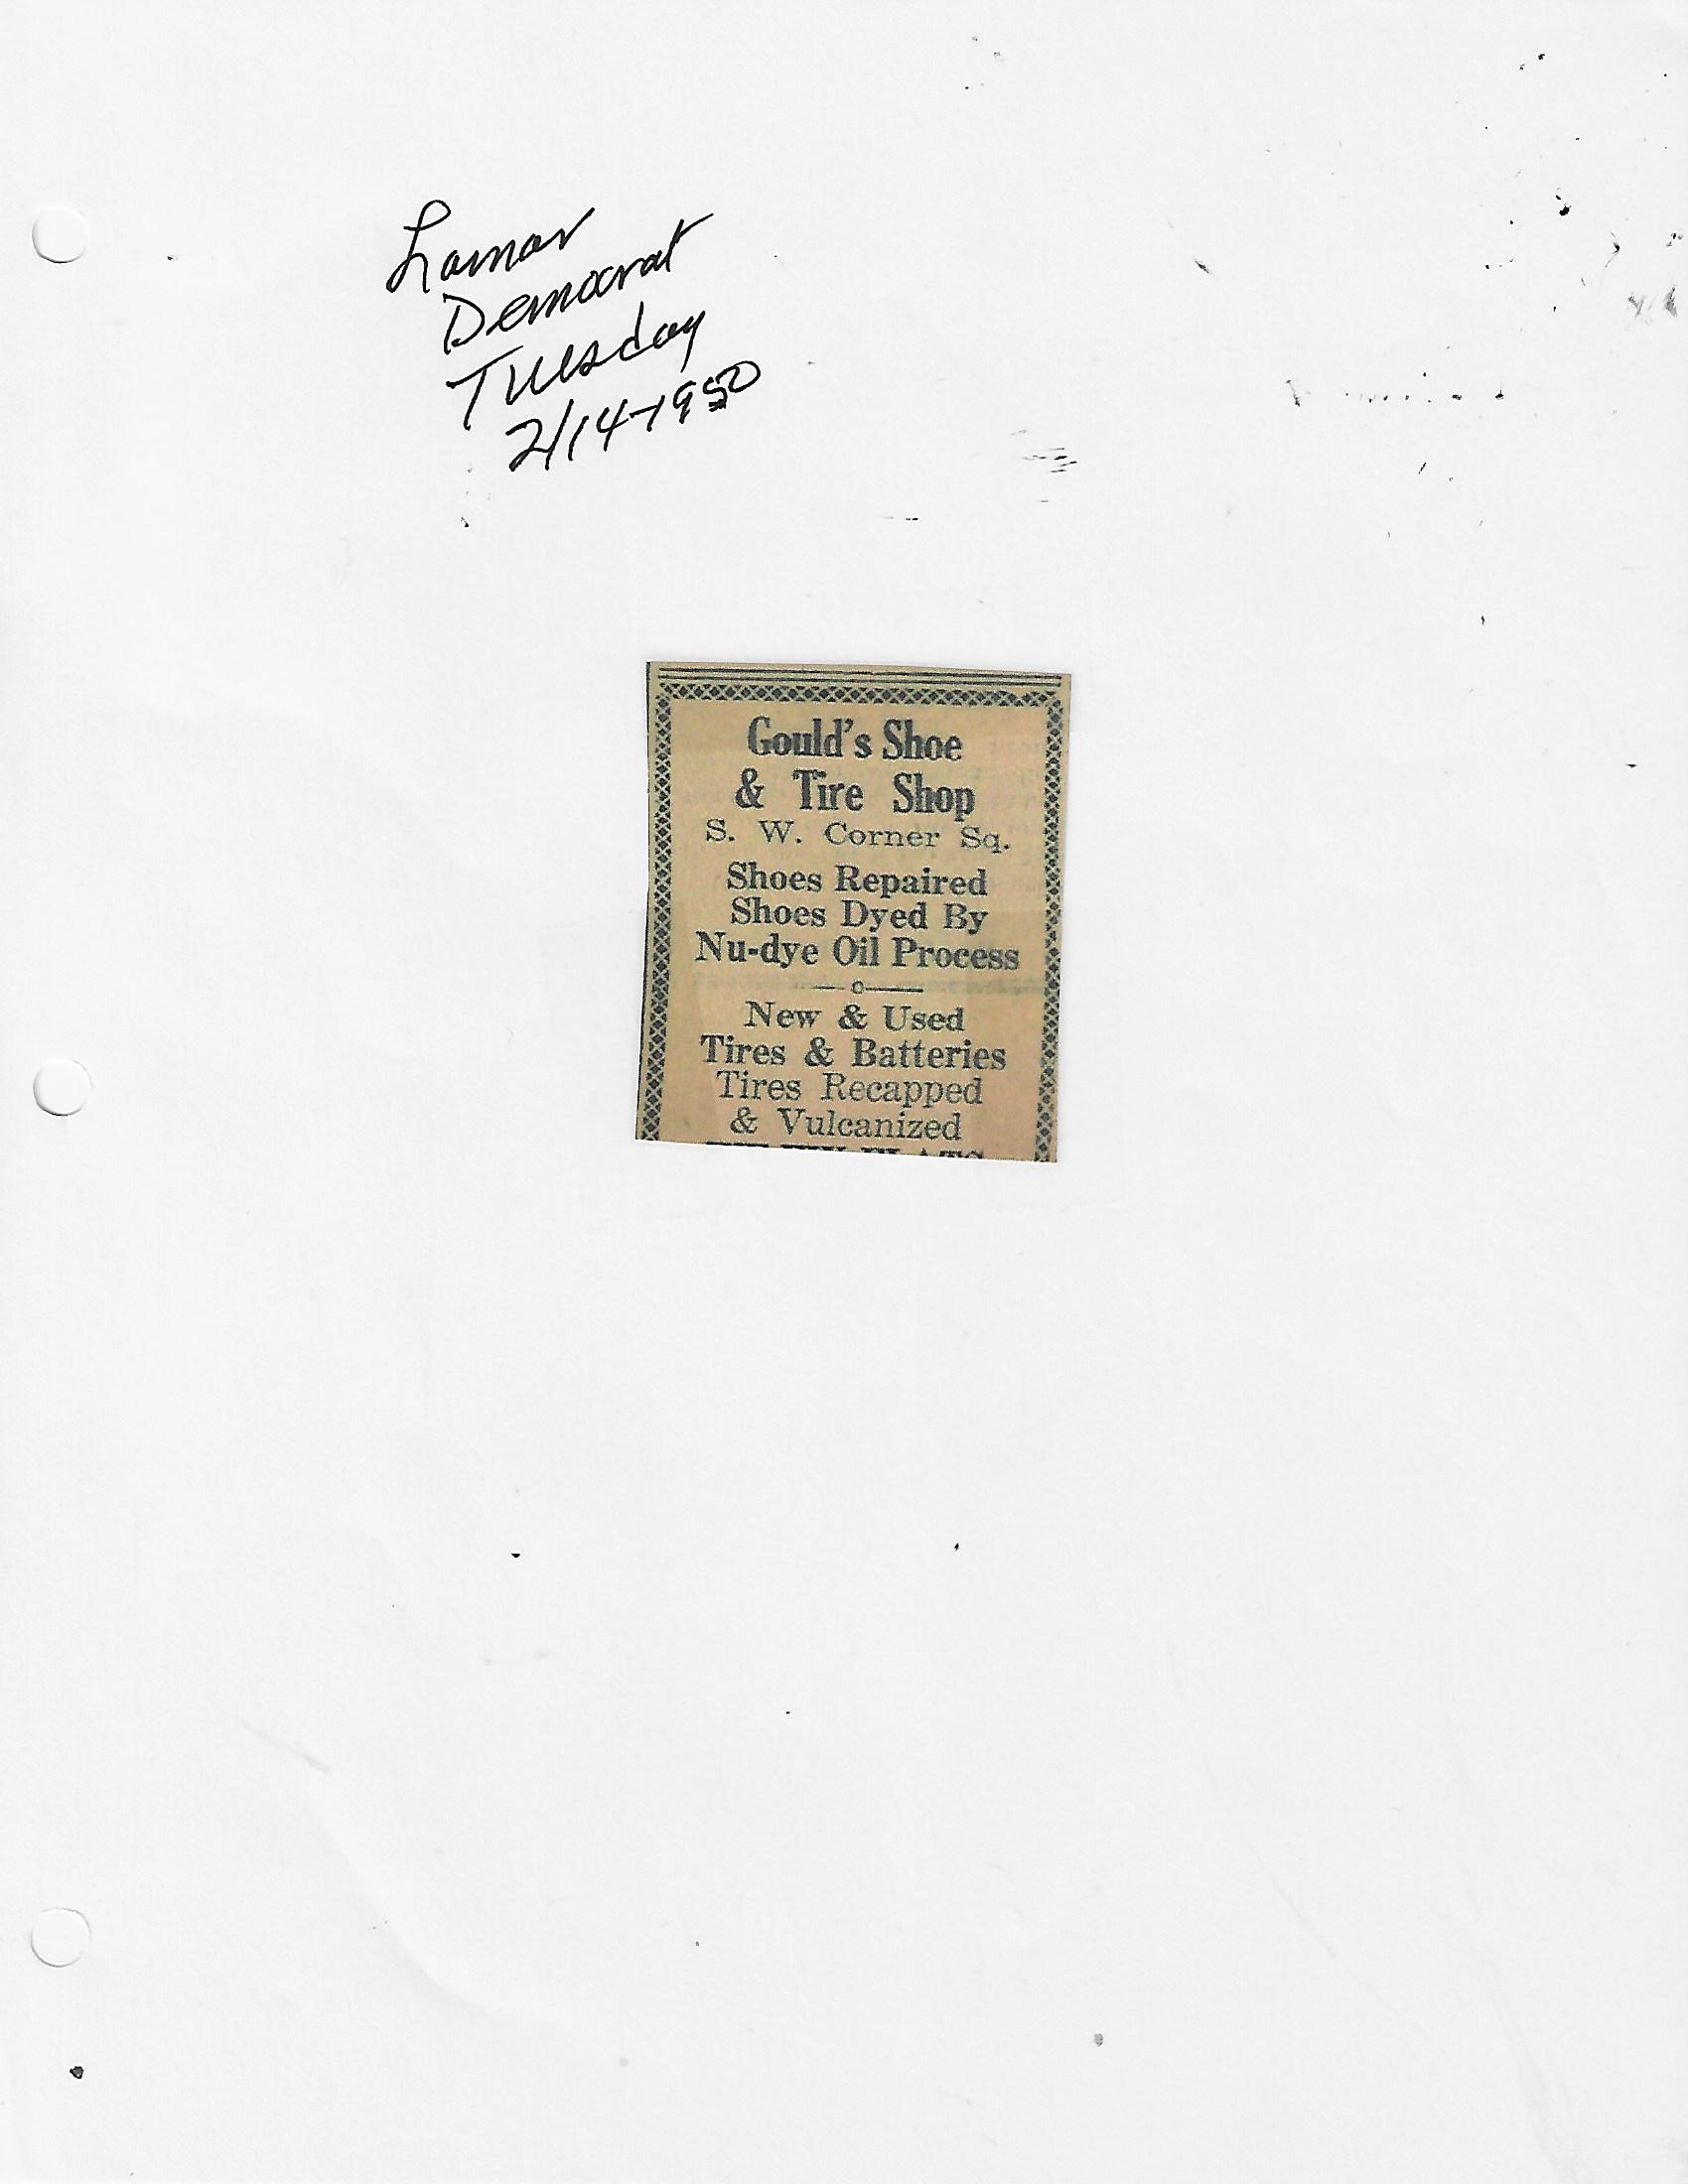 Lamar
Democrat
Tuesday
2/14-1950
Gould's Shoe
& Tire Shop
S. W. Corner Sq.
Shoes Repaired
Shoes Dyed By
Nu-dye Oil Process
New & Used
Tires & Batteries
Tires Recapped
& Vulcanized